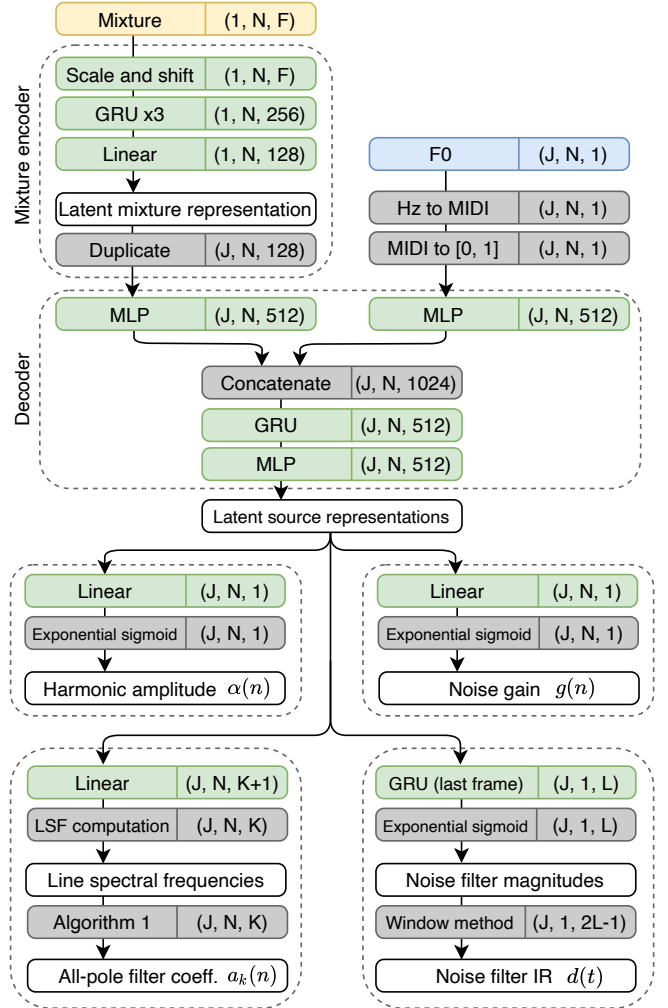 Mixture (1, N, F)
Mixture encoder
Scale and shift (1, N, F)
GRU x3 (1, N, 256)
Linear (1, N, 128)
Latent mixture representation
Duplicate (J, N, 128)
F0 (J, N, 1)
Hz to MIDI (J, N, 1)
MIDI to [0, 1] (J, N, 1)
Decoder
MLP (J, N, 512)
MLP (J, N, 512)
Concatenate (J, N, 1024)
GRU (J, N, 512)
MLP (J, N, 512)
Latent source representations
Linear (J, N, 1)
Exponential sigmoid (J, N, 1)
Harmonic amplitude α(n)
Linear (J, N, 1)
Exponential sigmoid (J, N, 1)
Noise gain g(n)
Linear (J, N, K+1)
LSF computation (J, N, K)
Line spectral frequencies
Algorithm 1 (J, N, K)
All-pole filter coeff. aₖ(n)
GRU (last frame) (J, 1, L)
Exponential sigmoid (J, 1, L)
Noise filter magnitudes
Window method (J, 1, 2L-1)
Noise filter IR d(t)